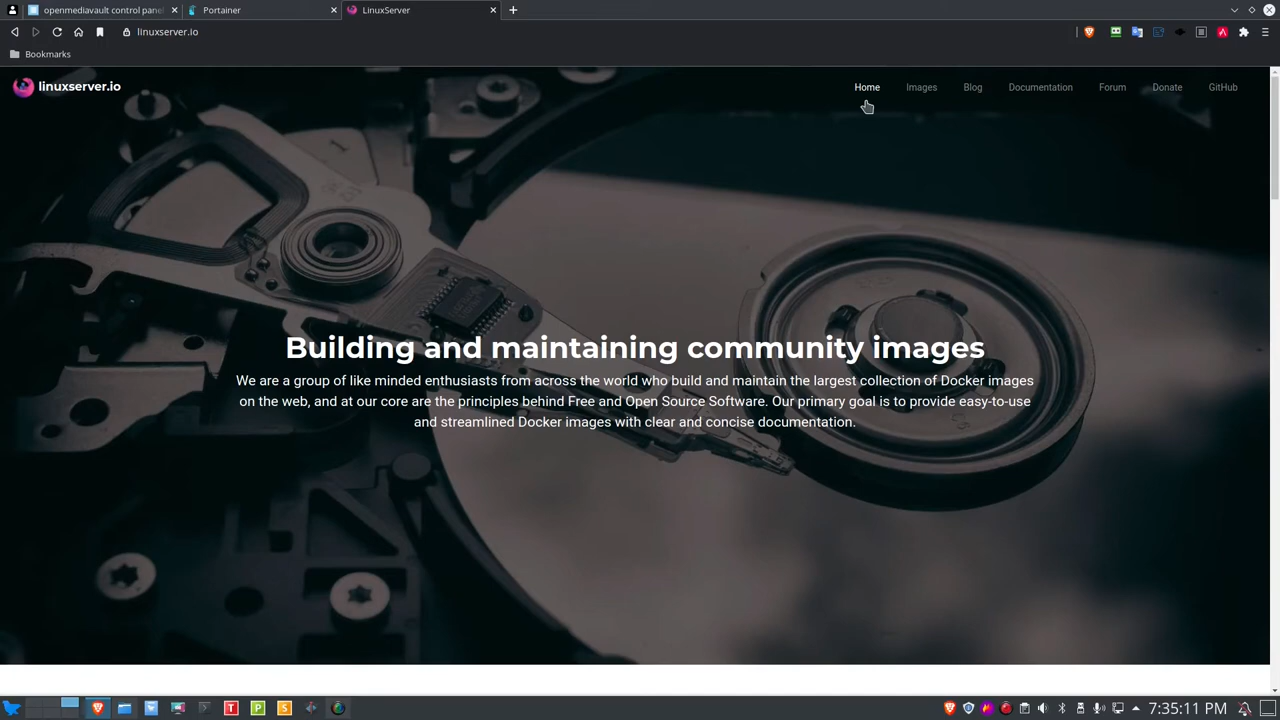 openmediavault control pane
Portainer
LinuxServer
linuxserver.io
Bookmarks
linuxserver.io
Home
Images
Blog
Documentation
Forum
Donate
GitHub
Building and maintaining community images
We are a group of like minded enthusiasts from across the world who build and maintain the largest collection of Docker images
on the web, and at our core are the principles behind Free and Open Source Software. Our primary goal is to provide easy-to-use
and streamlined Docker images with clear and concise documentation.
T
P
S
7:35:11 PM